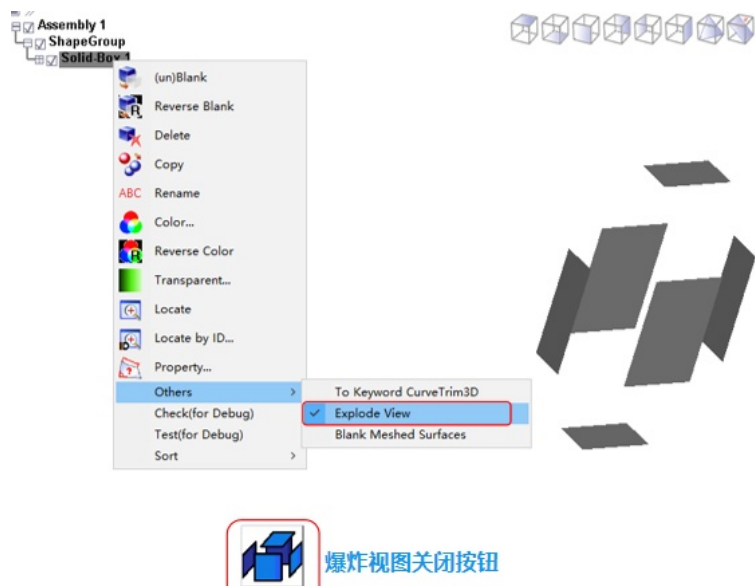 Assembly 1
ShapeGroup
Solid-Box 1
(un)Blank
Reverse Blank
Delete
Copy
ABC Rename
Color...
Reverse Color
Transparent...
Locate
Locate by ID...
Property...
Others
To Keyword CurveTrim3D
Check(for Debug)
Explode View
Test(for Debug)
Blank Meshed Surfaces
Sort
爆炸视图关闭按钮